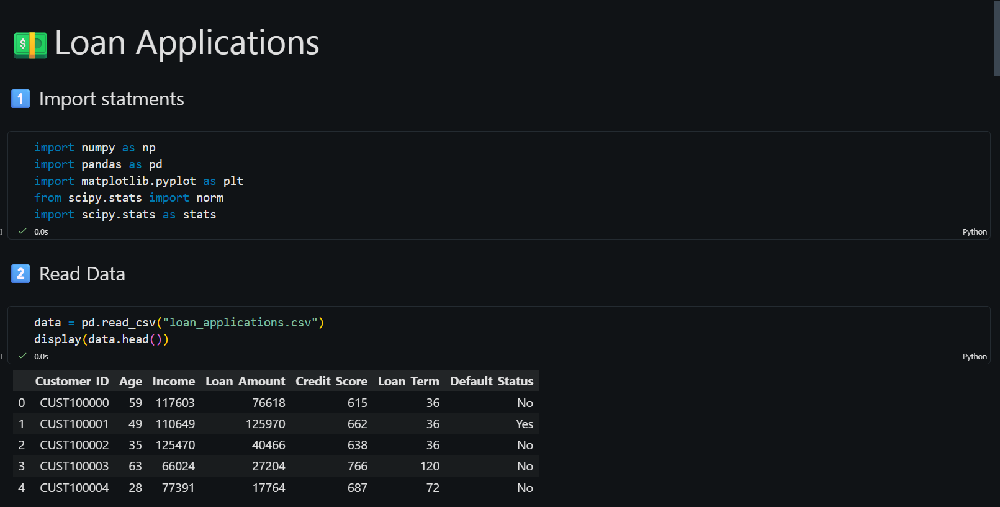 💵 Loan Applications
1️⃣ Import statments
import numpy as np
import pandas as pd
import matplotlib.pyplot as plt
from scipy.stats import norm
import scipy.stats as stats
] ✓ 0.0s Python
2️⃣ Read Data
data = pd.read_csv("loan_applications.csv")
display(data.head())
] ✓ 0.0s Python
Customer_ID Age Income Loan_Amount Credit_Score Loan_Term Default_Status
0 CUST100000 59 117603 76618 615 36 No
1 CUST100001 49 110649 125970 662 36 Yes
2 CUST100002 35 125470 40466 638 36 No
3 CUST100003 63 66024 27204 766 120 No
4 CUST100004 28 77391 17764 687 72 No